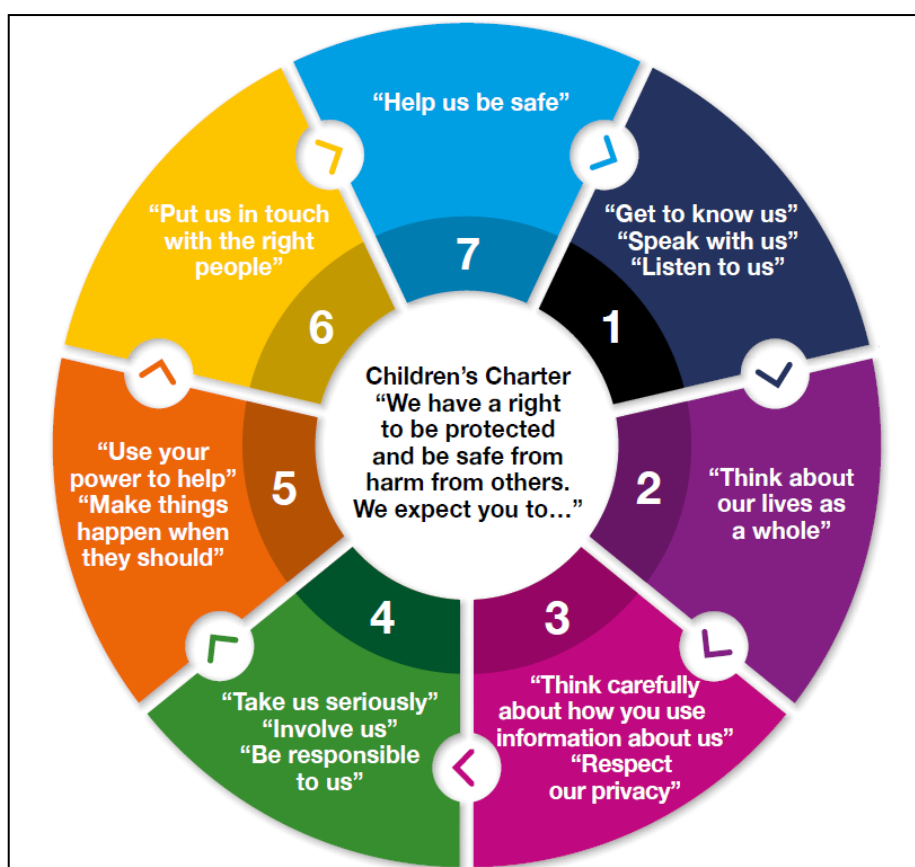 Children’s Charter
“We have a right
to be protected
and be safe from
harm from others.
We expect you to…”
1
“Get to know us”
“Speak with us”
“Listen to us”
2
“Think about
our lives as
a whole”
3
“Think carefully
about how you use
information about us”
“Respect
our privacy”
4
“Take us seriously”
“Involve us”
“Be responsible
to us”
5
“Use your
power to help”
“Make things
happen when
they should”
6
“Put us in touch
with the right
people”
7
“Help us be safe”